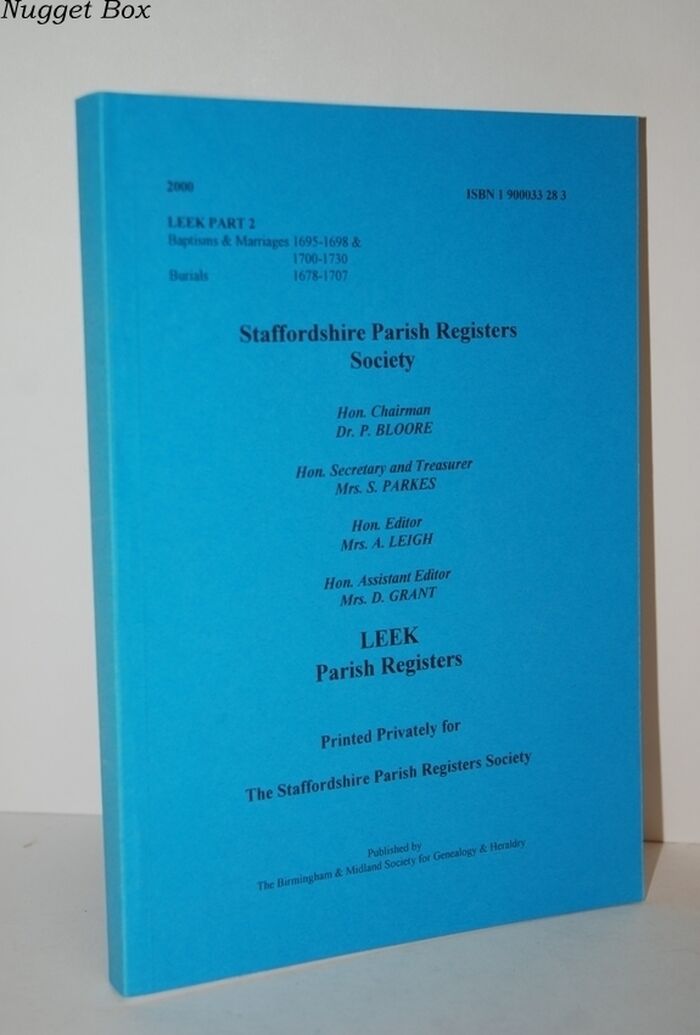 Nugget Box
2000
ISBN 1 900033 28 3
LEEK PART 2
Baptisms & Marriages 1695-1698 &
1700-1730
Burials 1678-1707
Staffordshire Parish Registers
Society
Hon. Chairman
Dr. P. BLOORE
Hon. Secretary and Treasurer
Mrs. S. PARKES
Hon. Editor
Mrs. A. LEIGH
Hon. Assistant Editor
Mrs. D. GRANT
LEEK
Parish Registers
Printed Privately for
The Staffordshire Parish Registers Society
Published by
The Birmingham & Midland Society for Genealogy & Heraldry